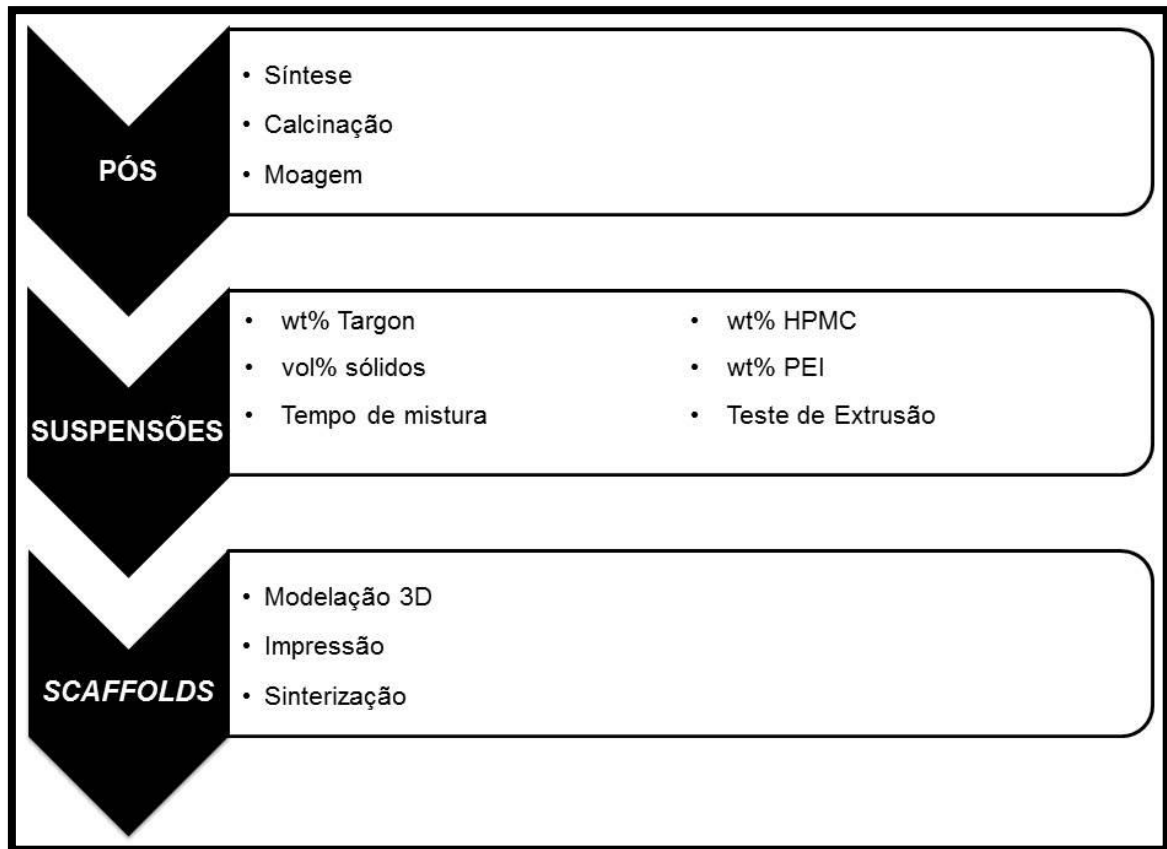 PÓS
• Síntese
• Calcinação
• Moagem
SUSPENSÕES
• wt% Targon
• vol% sólidos
• Tempo de mistura
• wt% HPMC
• wt% PEI
• Teste de Extrusão
SCAFFOLDS
• Modelação 3D
• Impressão
• Sinterização